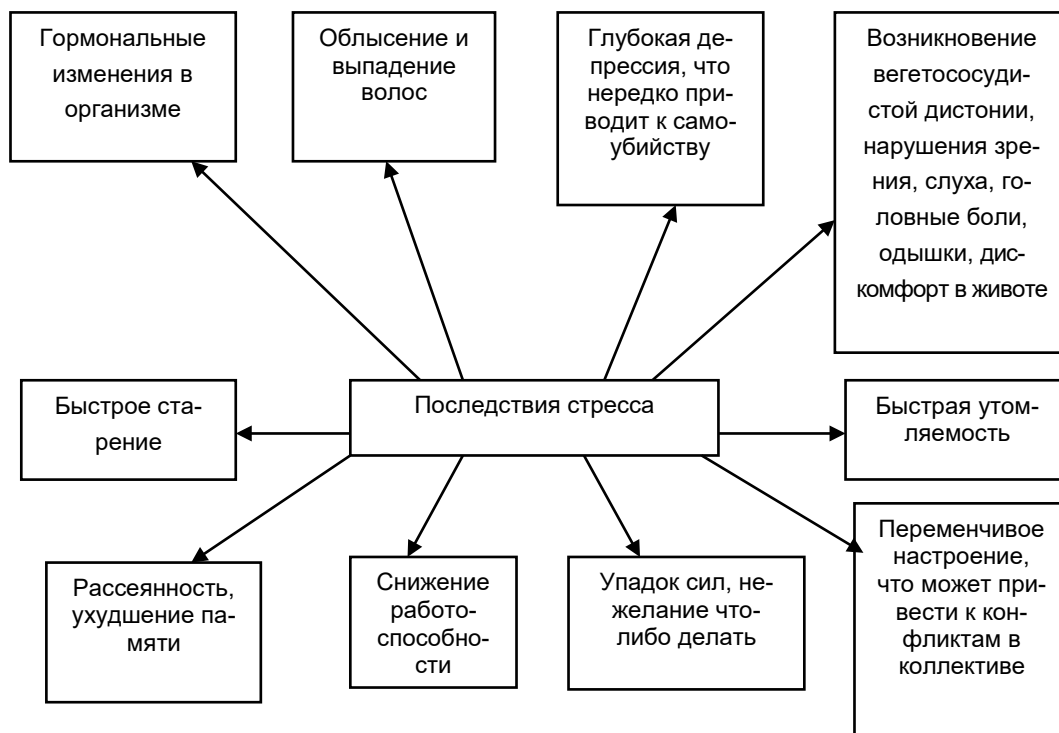 Гормональные
изменения в
организме
Облысение и
выпадение
волос
Глубокая де-
прессия, что
нередко при-
водит к само-
убийству
Возникновение
вегетососуди-
стой дистонии,
нарушения зре-
ния, слуха, го-
ловные боли,
одышки, дис-
комфорт в животе
Быстрое ста-
рение
Последствия стресса
Быстрая утом-
ляемость
Рассеянность,
ухудшение па-
мяти
Снижение
работо-
способно-
сти
Упадок сил, не-
желание что-
либо делать
Переменчивое
настроение,
что может при-
вести к кон-
фликтам в
коллективе